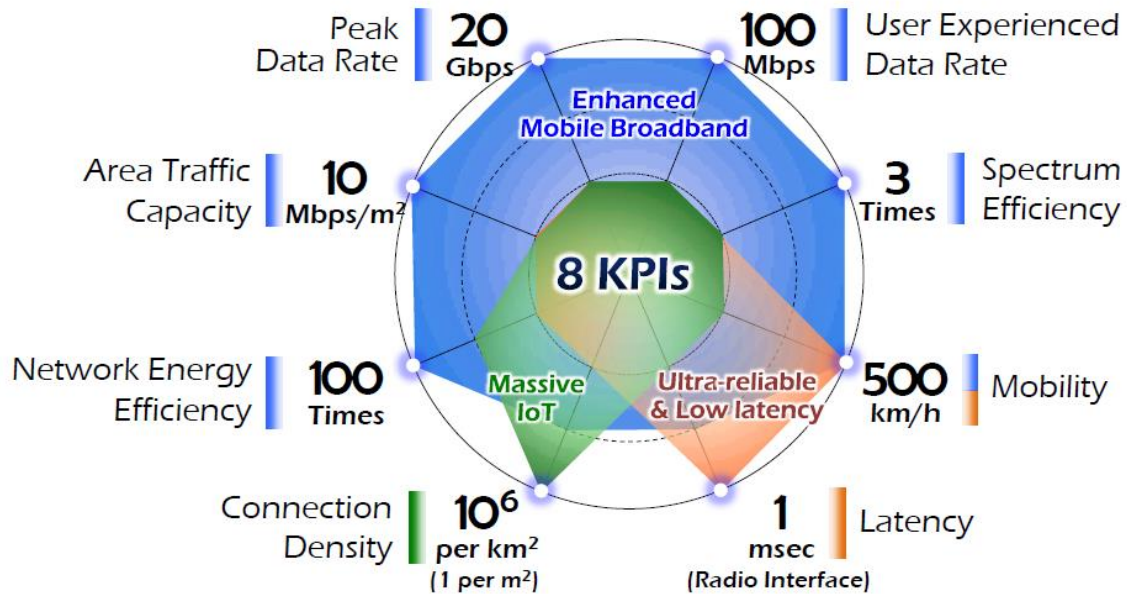 Peak
Data Rate
20
Gbps
100
Mbps
User Experienced
Data Rate
Enhanced
Mobile Broadband
Area Traffic
Capacity
10
Mbps/m²
3
Times
Spectrum
Efficiency
8 KPIs
Network Energy
Efficiency
100
Times
Massive
IoT
Ultra-reliable
& Low latency
500
km/h
Mobility
Connection
Density
10⁶
per km²
(1 per m²)
1
msec
(Radio Interface)
Latency